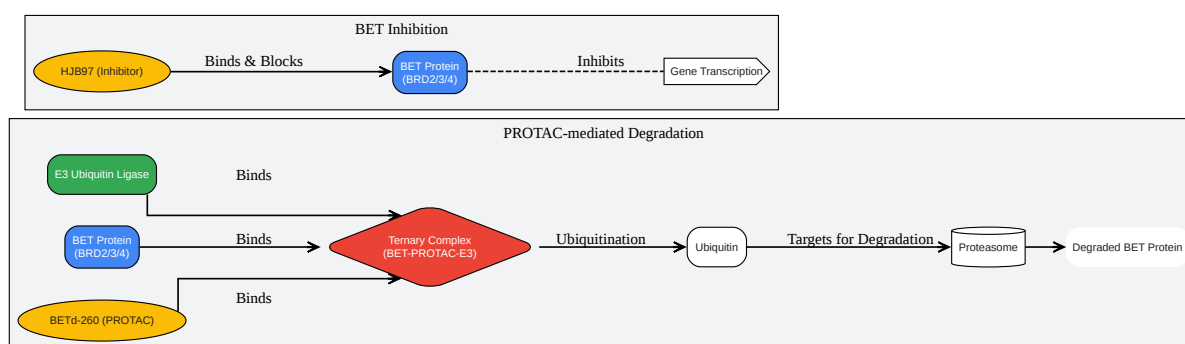 BET Inhibition
HJB97 (Inhibitor)
Binds & Blocks
BET Protein
(BRD2/3/4)
Inhibits
Gene Transcription
PROTAC-mediated Degradation
E3 Ubiquitin Ligase
Binds
BET Protein
(BRD2/3/4)
Binds
Ternary Complex
(BET-PROTAC-E3)
Ubiquitination
Ubiquitin
Targets for Degradation
Proteasome
Degraded BET Protein
Binds
BETd-260 (PROTAC)